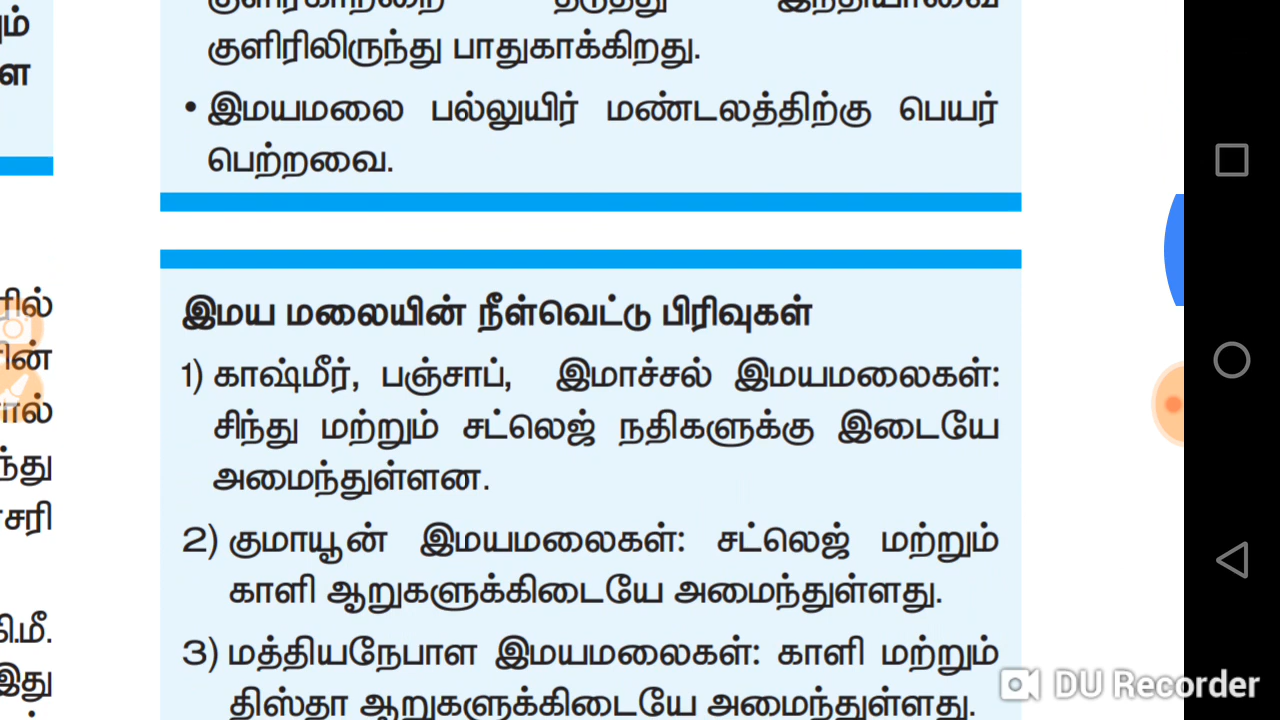 குளிரிலிருந்து பாதுகாக்கிறது.
• இமயமலை பல்லுயிர் மண்டலத்திற்கு பெயர்
பெற்றவை.
இமய மலையின் நீள்வெட்டு பிரிவுகள்
1) காஷ்மீர், பஞ்சாப், இமாச்சல் இமயமலைகள்:
சிந்து மற்றும் சட்லெஜ் நதிகளுக்கு இடையே
அமைந்துள்ளன.
2) குமாயூன் இமயமலைகள்: சட்லெஜ் மற்றும்
காளி ஆறுகளுக்கிடையே அமைந்துள்ளது.
3) மத்தியநேபாள இமயமலைகள்: காளி மற்றும்
திஸ்தா ஆறுகளுக்கிடையே அமைந்துள்ளது.
DU Recorder